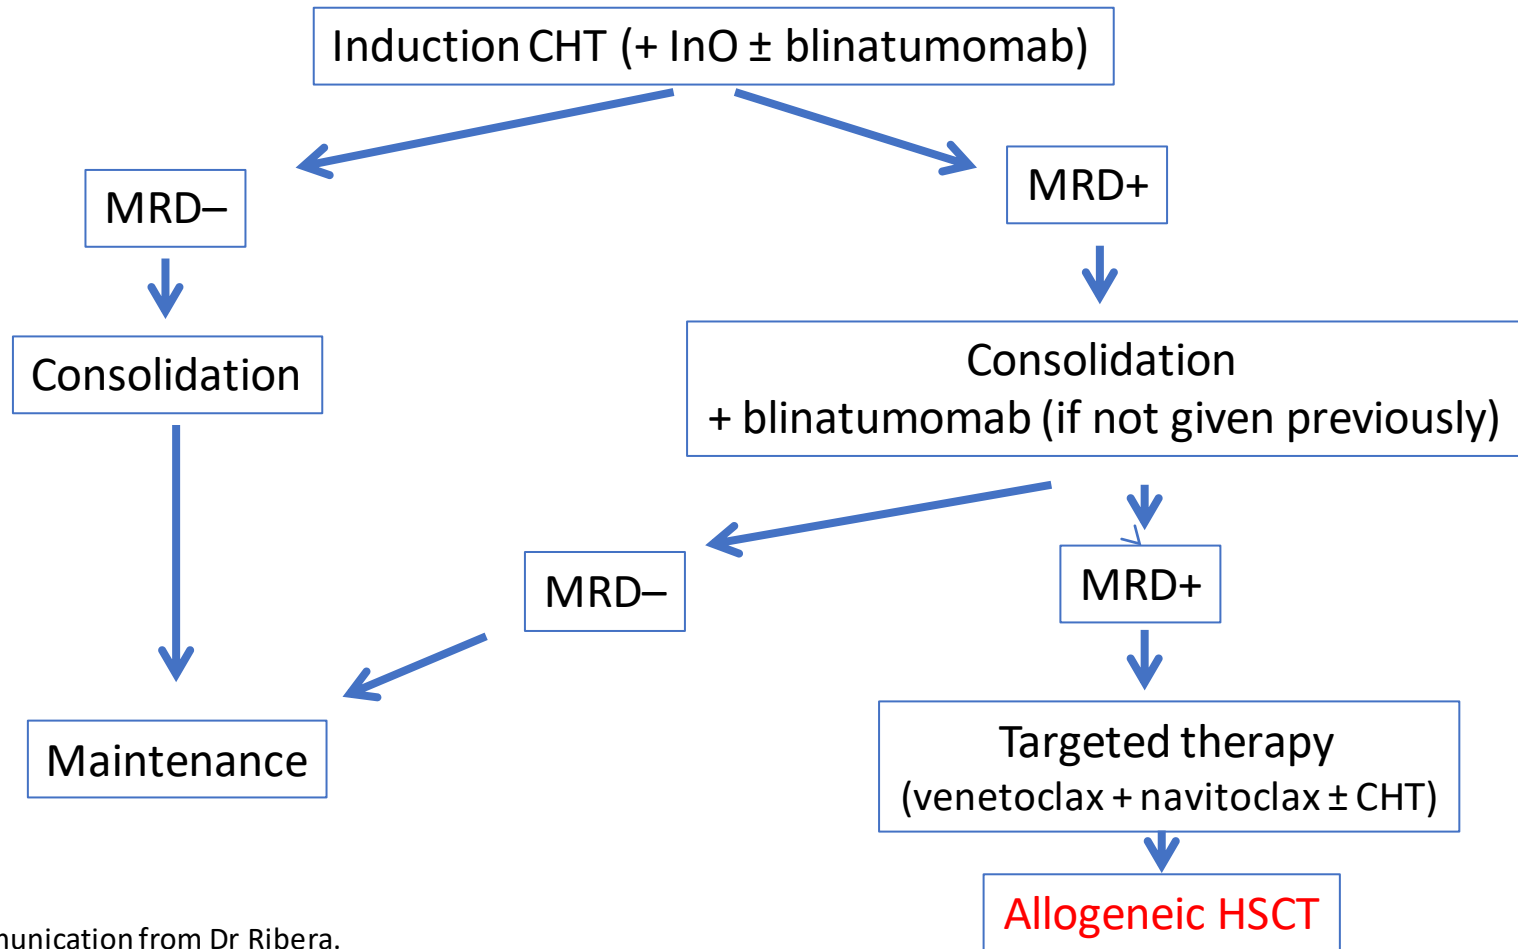 Induction CHT (+ InO ± blinatumomab)
MRD–
MRD+
Consolidation
Consolidation
+ blinatumomab (if not given previously)
MRD–
MRD+
Maintenance
Targeted therapy
(venetoclax + navitoclax ± CHT)
Allogeneic HSCT
from Dr Ribera.